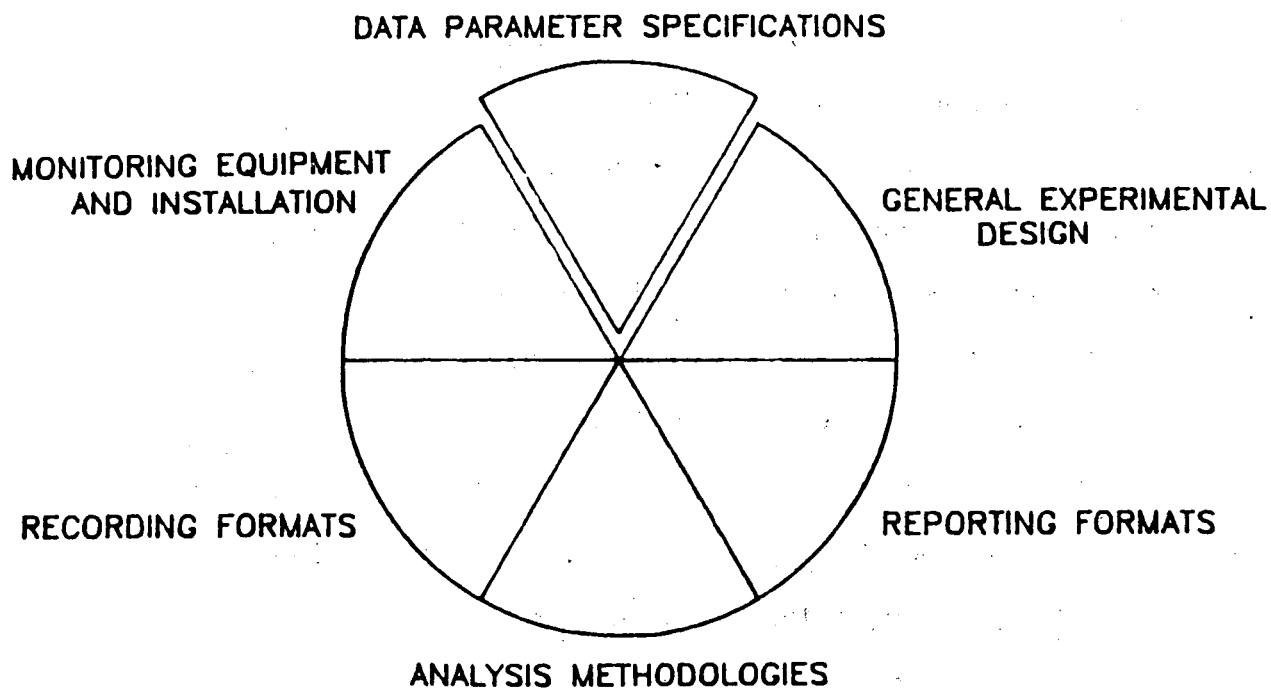 DATA PARAMETER SPECIFICATIONS
MONITORING EQUIPMENT
AND INSTALLATION
GENERAL EXPERIMENTAL
DESIGN
RECORDING FORMATS
REPORTING FORMATS
ANALYSIS METHODOLOGIES